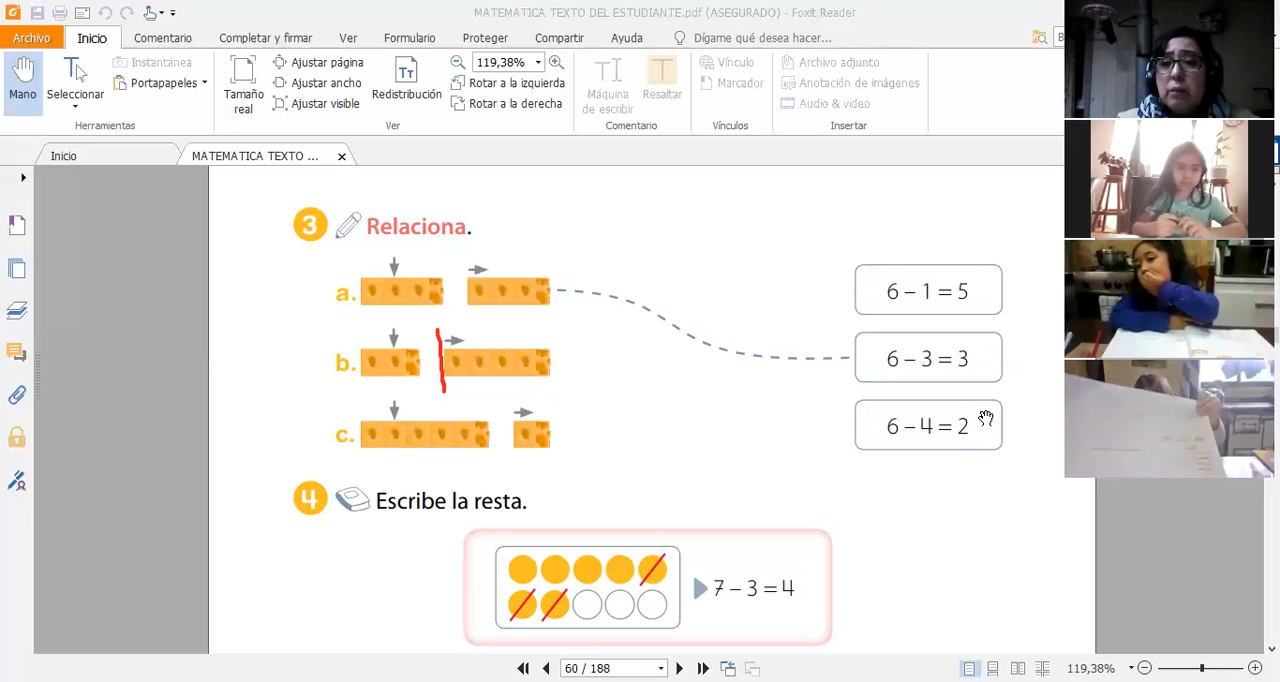 MATEMATICA TEXTO DEL ESTUDIANTE.pdf (ASEGURADO) - Foxit Reader
Archivo Inicio Comentario Completar y firmar Ver Formulario Proteger Compartir Ayuda Dígame qué desea hacer...
Mano
Seleccionar
Instantánea
Portapapeles
Herramientas
Tamaño real
Ajustar página
Ajustar ancho
Ajustar visible
Redistribución
119,38%
Rotar a la izquierda
Rotar a la derecha
Ver
Máquina de escribir
Resaltar
Comentario
Vínculo
Marcador
Vínculos
Archivo adjunto
Anotación de imágenes
Audio & video
Insertar
Inicio
MATEMATICA TEXTO ...
3 Relaciona.
a.
6 – 1 = 5
b.
6 – 3 = 3
c.
6 – 4 = 2
4 Escribe la resta.
7 – 3 = 4
60 / 188
119,38%